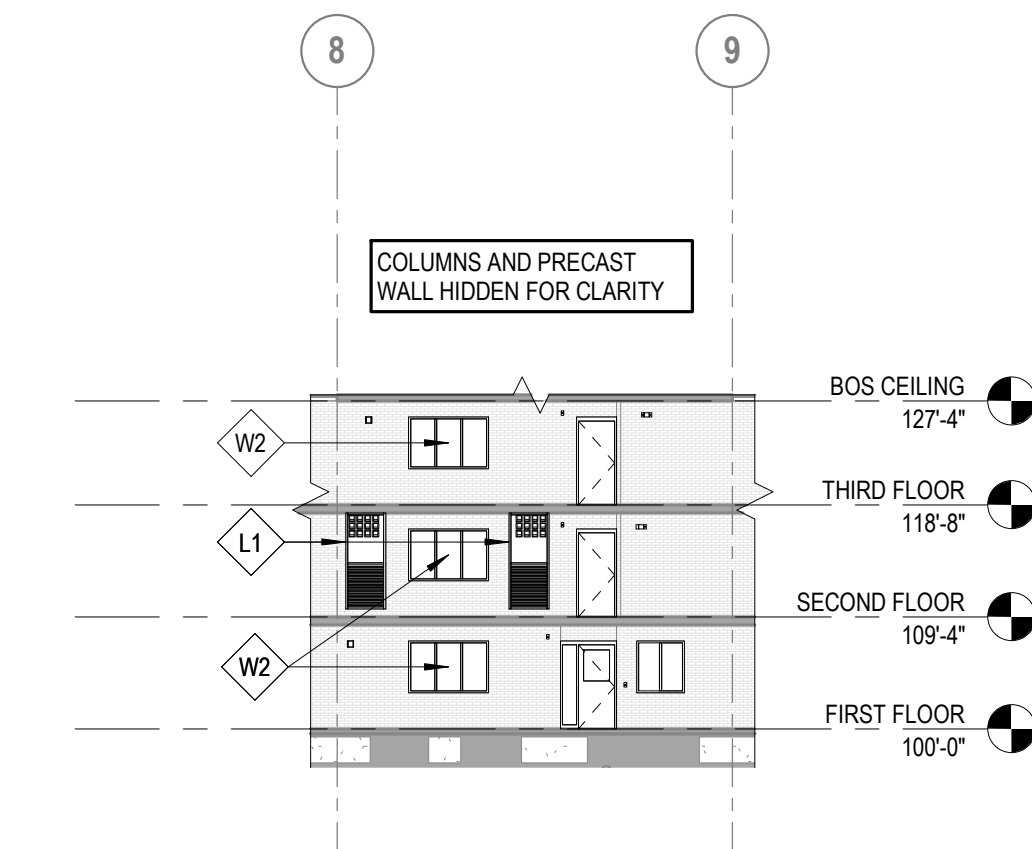 8
9
COLUMNS AND PRECAST
WALL HIDDEN FOR CLARITY
BOS CEILING
127'-4"
W2
THIRD FLOOR
118'-8"
L1
SECOND FLOOR
109'-4"
W2
FIRST FLOOR
100'-0"